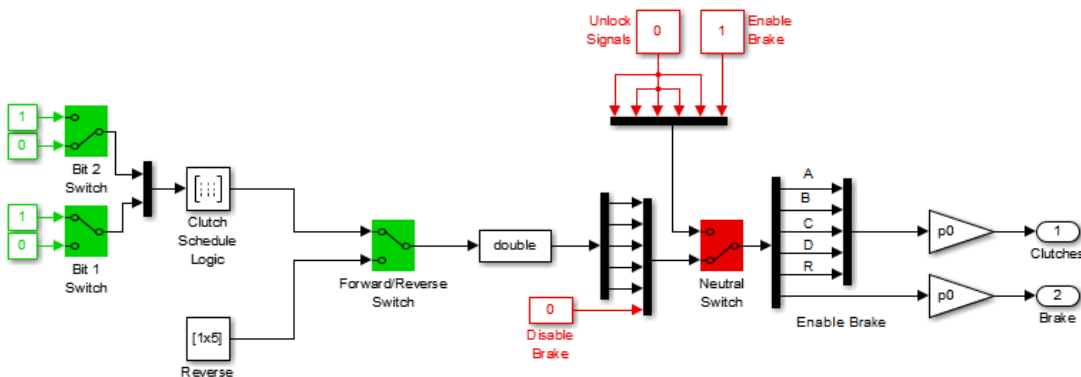 Unlock
Signals
0
1
Enable
Brake
1
0
Bit 2
Switch
1
0
Bit 1
Switch
Clutch
Schedule
Logic
[1x5]
Reverse
Forward/Reverse
Switch
double
0
Disable
Brake
Neutral
Switch
A
B
C
D
R
Enable Brake
p0
1
Clutches
p0
2
Brake